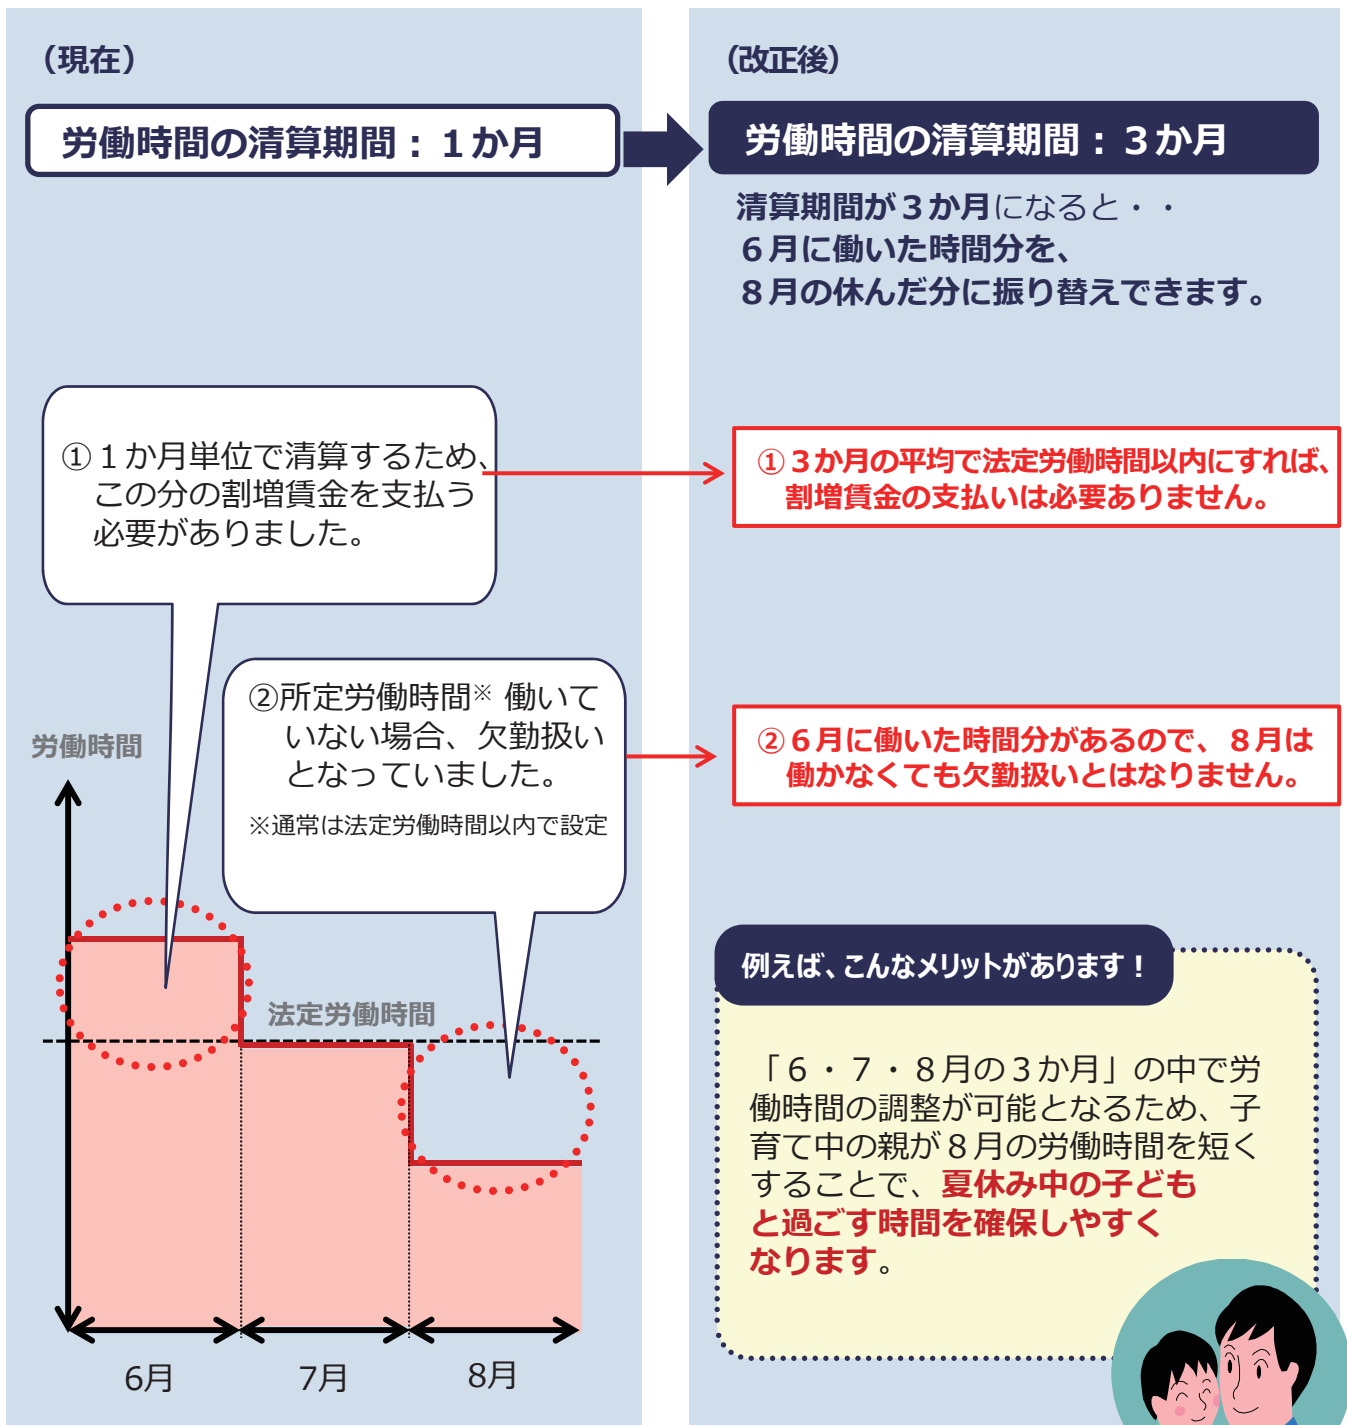 （現在）
労働時間の清算期間：１か月
①１か月単位で清算するため、
この分の割増賃金を支払う
必要がありました。
②所定労働時間※ 働いて
いない場合、欠勤扱い
となっていました。
※通常は法定労働時間以内で設定
労働時間
法定労働時間
6月
7月
8月
（改正後）
労働時間の清算期間：３か月
清算期間が３か月になると・・
６月に働いた時間分を、
８月の休んだ分に振り替えできます。
①３か月の平均で法定労働時間以内にすれば、
割増賃金の支払いは必要ありません。
②６月に働いた時間分があるので、８月は
働かなくても欠勤扱いとはなりません。
例えば、こんなメリットがあります！
「６・７・８月の３か月」の中で労
働時間の調整が可能となるため、子
育て中の親が８月の労働時間を短く
することで、夏休み中の子ども
と過ごす時間を確保しやすく
なります。